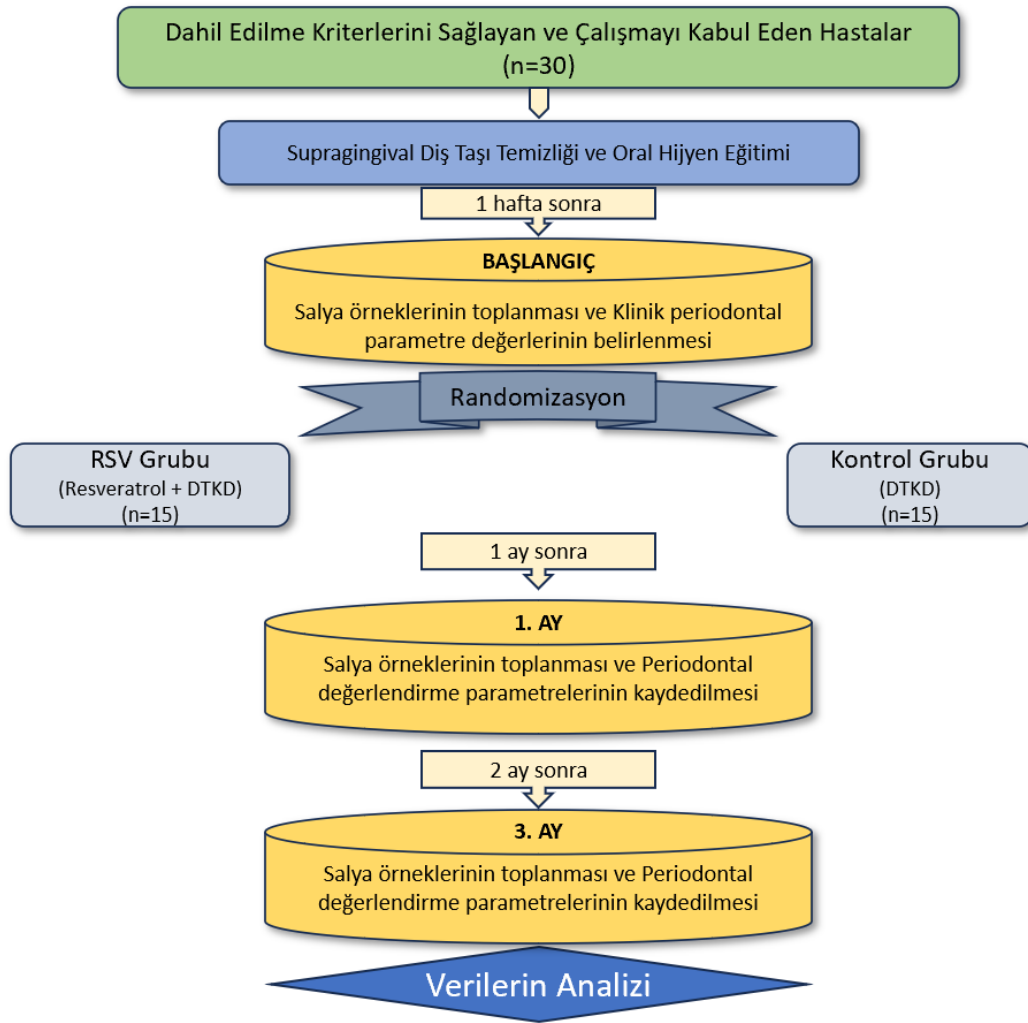 Dahil Edilme Kriterlerini Sağlayan ve Çalışmayı Kabul Eden Hastalar
(n=30)
Supragingival Diş Taşı Temizliği ve Oral Hijyen Eğitimi
1 hafta sonra
BAŞLANGIÇ
Salya örneklerinin toplanması ve Klinik periodontal
parametre değerlerinin belirlenmesi
Randomizasyon
RSV Grubu
(Resveratrol + DTKD)
(n=15)
Kontrol Grubu
(DTKD)
(n=15)
1 ay sonra
1. AY
Salya örneklerinin toplanması ve Periodontal
değerlendirme parametrelerinin kaydedilmesi
2 ay sonra
3. AY
Salya örneklerinin toplanması ve Periodontal
değerlendirme parametrelerinin kaydedilmesi
Verilerin Analizi